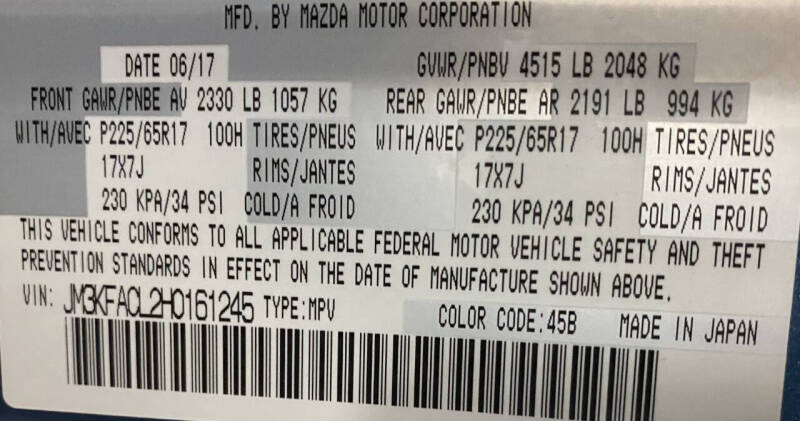 MFD. BY MAZDA MOTOR CORPORATION
DATE 06/17 GVWR/PNBV 4515 LB 2048 KG
FRONT GAWR/PNBE AV 2330 LB 1057 KG REAR GAWR/PNBE AR 2191 LB 994 KG
WITH/AVEC P225/65R17 100H TIRES/PNEUS WITH/AVEC P225/65R17 100H TIRES/PNEUS
17X7J RIMS/JANTES 17X7J RIMS/JANTES
230 KPA/34 PSI COLD/A FROID 230 KPA/34 PSI COLD/A FROID
THIS VEHICLE CONFORMS TO ALL APPLICABLE FEDERAL MOTOR VEHICLE SAFETY AND THEFT
PREVENTION STANDARDS IN EFFECT ON THE DATE OF MANUFACTURE SHOWN ABOVE.
VIN: JM3KFACL2H0161245 TYPE:MPV COLOR CODE:45B MADE IN JAPAN